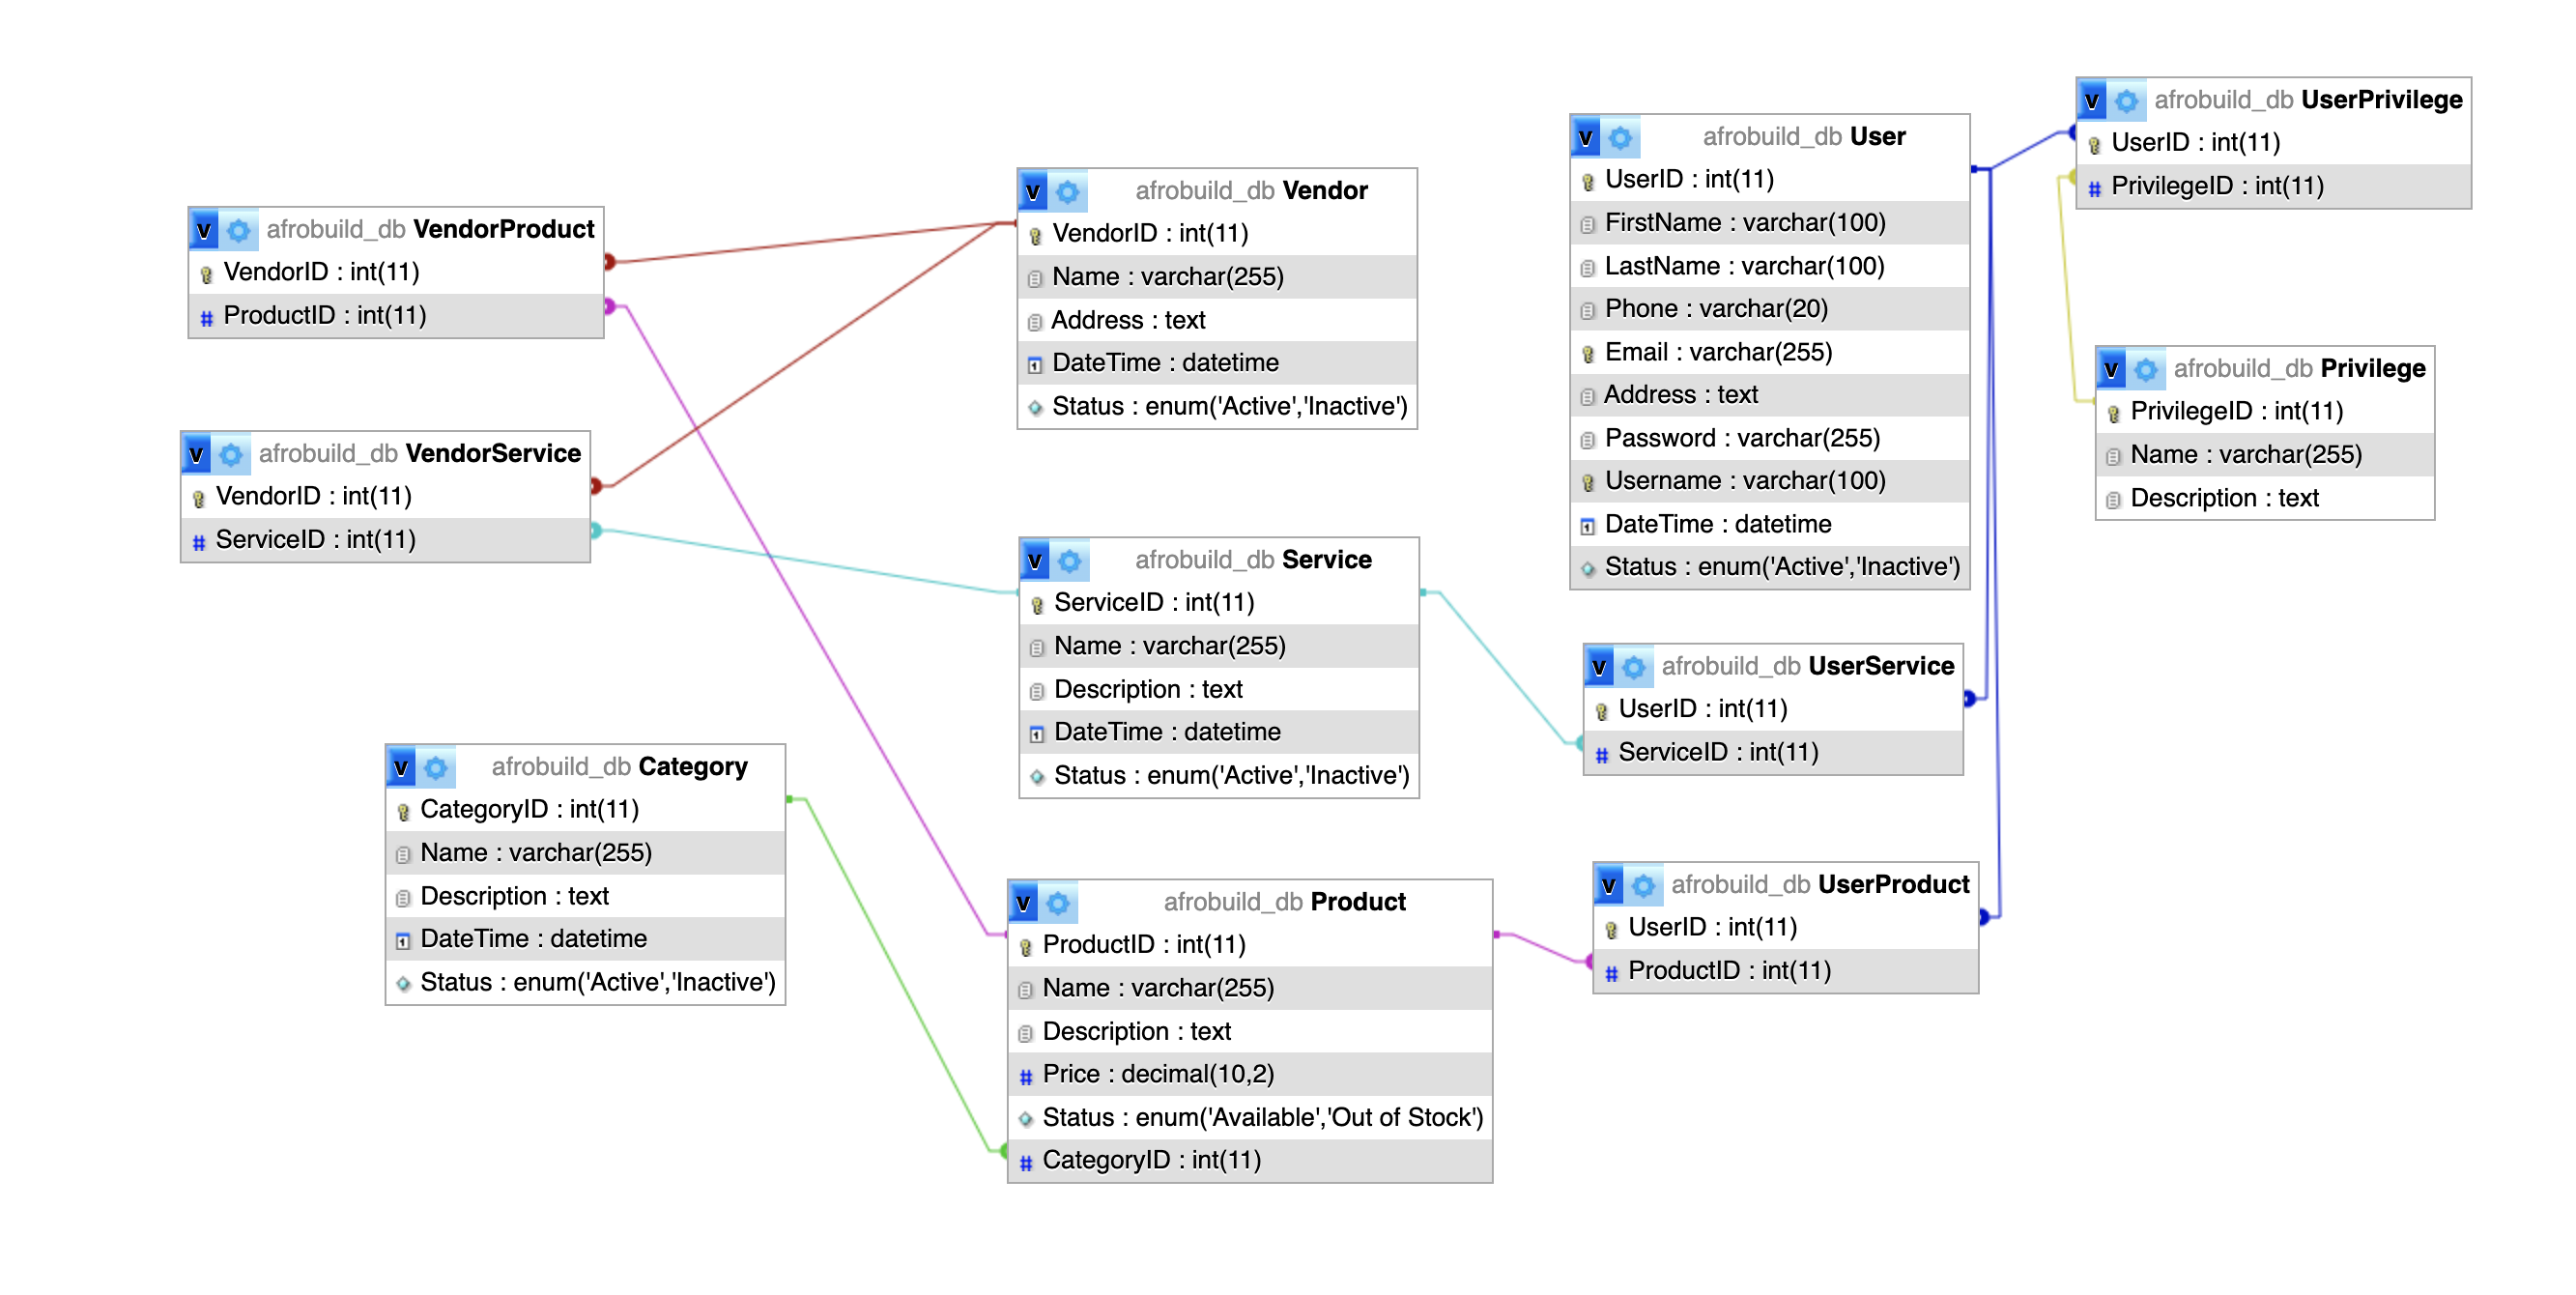 v afrobuild_db VendorProduct
VendorID : int(11)
# ProductID : int(11)
v afrobuild_db VendorService
VendorID : int(11)
# ServiceID : int(11)
v afrobuild_db Category
CategoryID : int(11)
Name : varchar(255)
Description : text
DateTime : datetime
Status : enum('Active','Inactive')
v afrobuild_db Vendor
VendorID : int(11)
Name : varchar(255)
Address : text
DateTime : datetime
Status : enum('Active','Inactive')
v afrobuild_db Service
ServiceID : int(11)
Name : varchar(255)
Description : text
DateTime : datetime
Status : enum('Active','Inactive')
v afrobuild_db Product
ProductID : int(11)
Name : varchar(255)
Description : text
# Price : decimal(10,2)
Status : enum('Available','Out of Stock')
# CategoryID : int(11)
v afrobuild_db User
UserID : int(11)
FirstName : varchar(100)
LastName : varchar(100)
Phone : varchar(20)
Email : varchar(255)
Address : text
Password : varchar(255)
Username : varchar(100)
DateTime : datetime
Status : enum('Active','Inactive')
v afrobuild_db UserService
UserID : int(11)
# ServiceID : int(11)
v afrobuild_db UserProduct
UserID : int(11)
# ProductID : int(11)
v afrobuild_db UserPrivilege
UserID : int(11)
# PrivilegeID : int(11)
v afrobuild_db Privilege
PrivilegeID : int(11)
Name : varchar(255)
Description : text